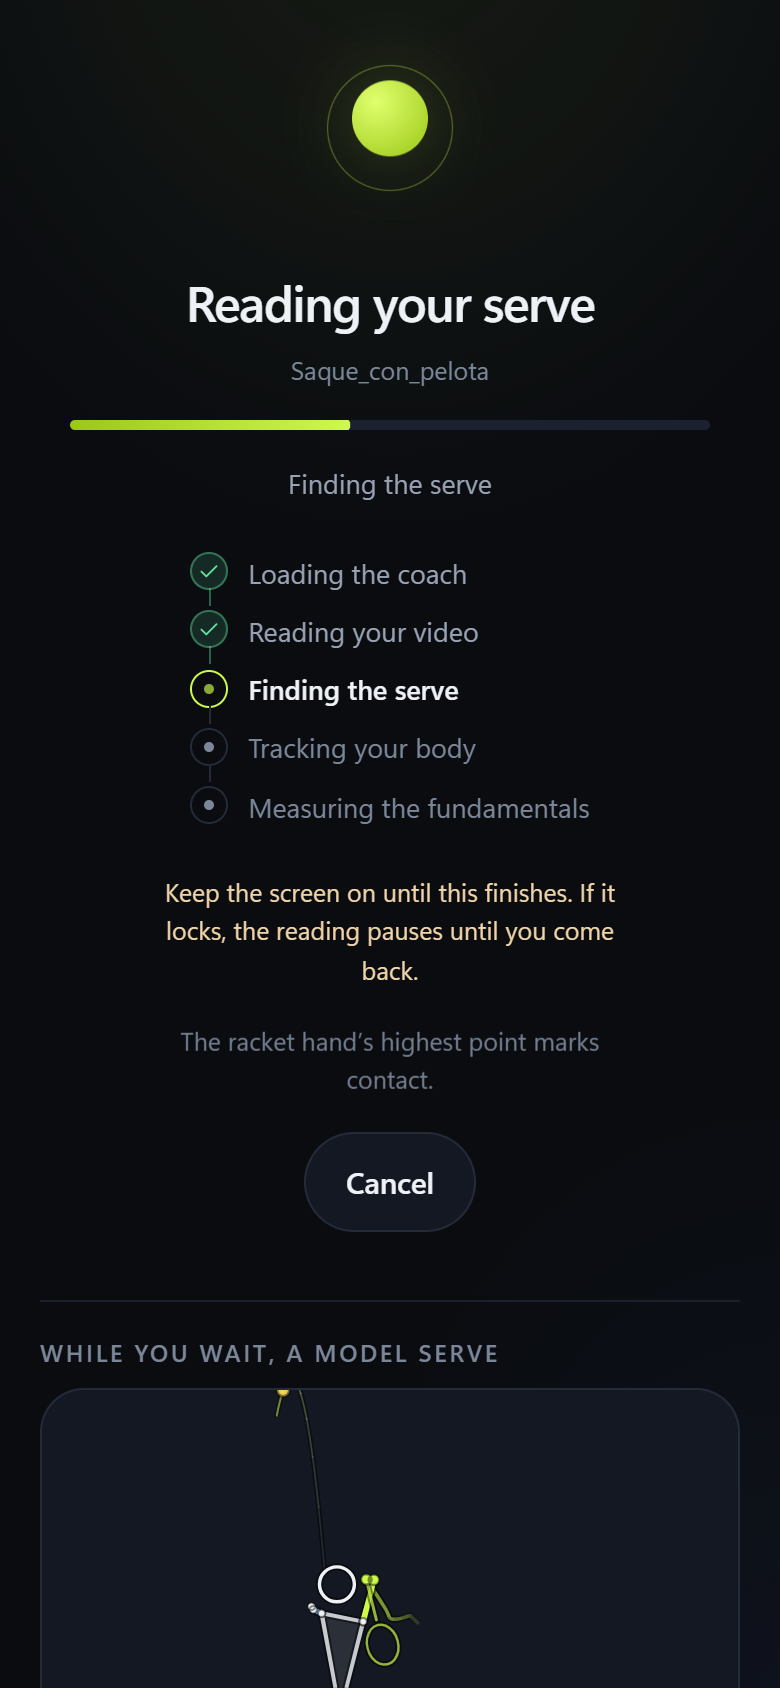 Reading your serve
Saque_con_pelota
Finding the serve
Loading the coach
Reading your video
Finding the serve
Tracking your body
Measuring the fundamentals
Keep the screen on until this finishes. If it
locks, the reading pauses until you come
back.
The racket hand’s highest point marks
contact.
Cancel
WHILE YOU WAIT, A MODEL SERVE